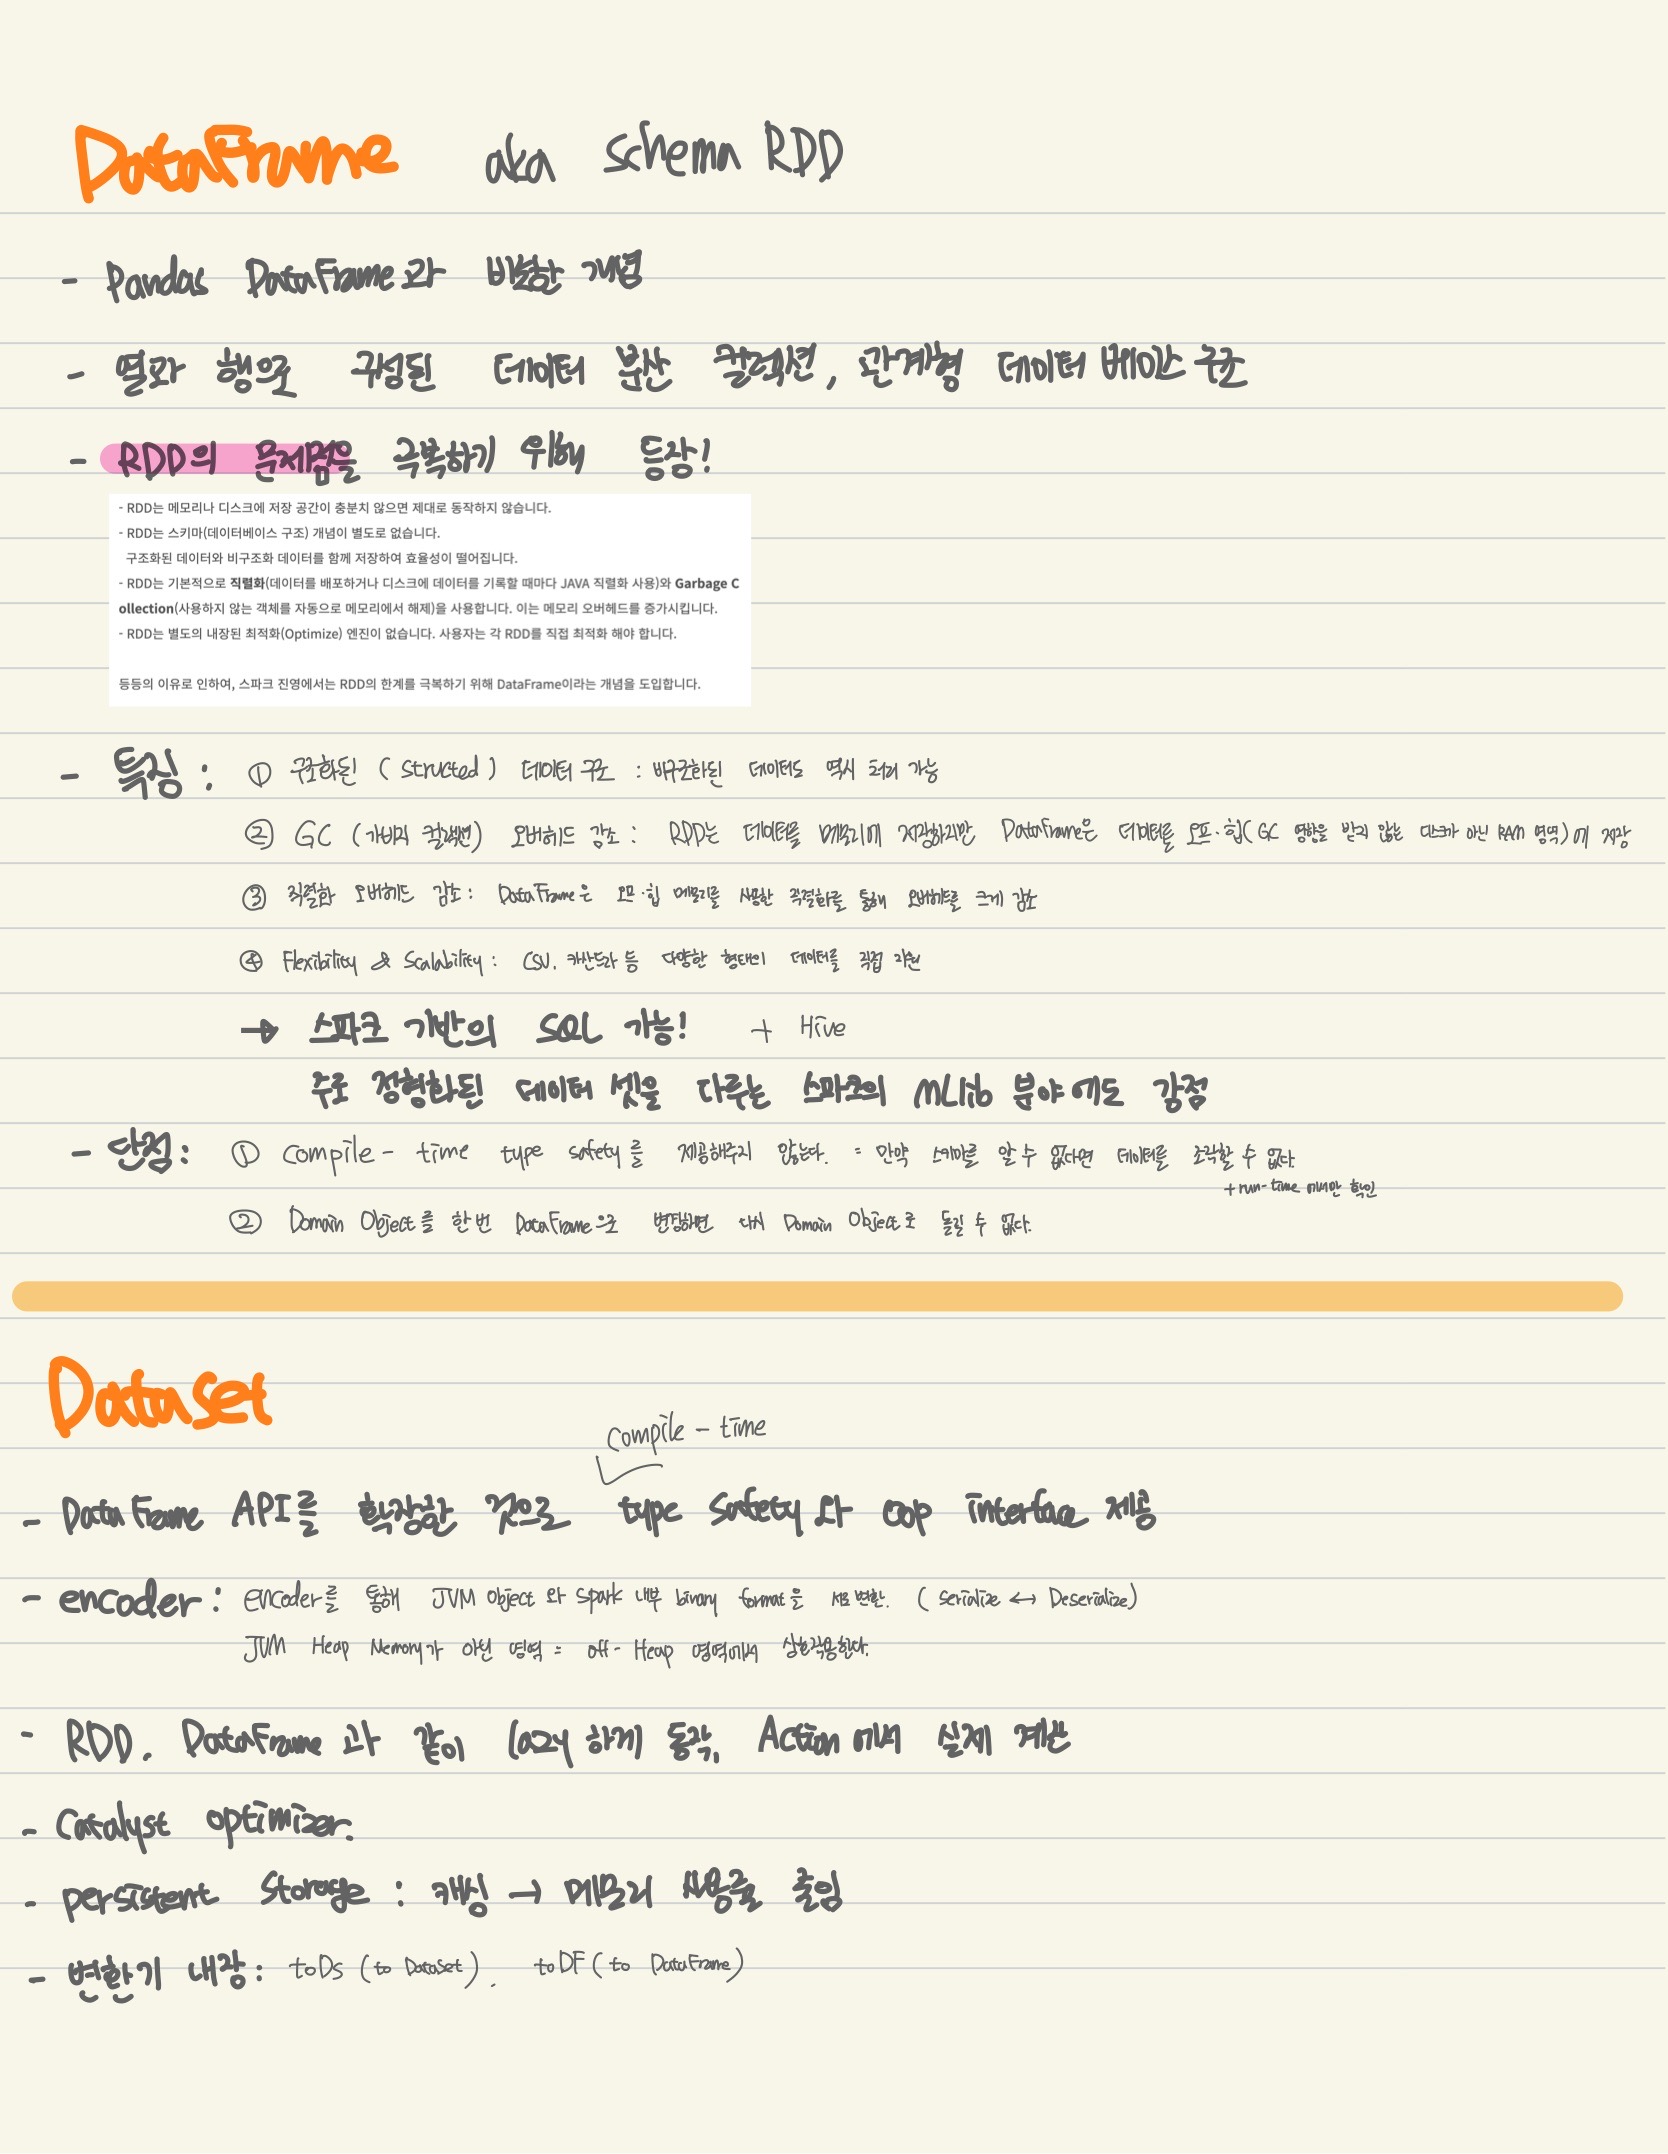 DataFrame aka schema RDD
- Pandas DataFrame과 비슷한 개념
- 열과 행으로 구성된 데이터 분산 컬렉션, 관계형 데이터 베이스 구조
- RDD의 문제점을 극복하기 위해 등장!
- RDD는 메모리나 디스크에 저장 공간이 충분치 않으면 제대로 동작하지 않습니다.
- RDD는 스키마(데이터베이스 구조) 개념이 별도로 없습니다.
구조화된 데이터와 비구조화 데이터를 함께 저장하여 효율성이 떨어집니다.
- RDD는 기본적으로 직렬화(데이터를 배포하거나 디스크에 데이터를 기록할 때마다 JAVA 직렬화 사용)와 Garbage C
ollection(사용하지 않는 객체를 자동으로 메모리에서 해제)을 사용합니다. 이는 메모리 오버헤드를 증가시킵니다.
- RDD는 별도의 내장된 최적화(Optimize) 엔진이 없습니다. 사용자는 각 RDD를 직접 최적화 해야 합니다.
등등의 이유로 인하여, 스파크 진영에서는 RDD의 한계를 극복하기 위해 DataFrame이라는 개념을 도입합니다.
- 특징 : ① 구조화된 (structed) 데이터 구조 : 비구조화된 데이터도 역시 처리 가능
② GC (가비지 컬렉션) 오버헤드 감소 : RDD는 데이터를 메모리에 저장하지만 DataFrame은 데이터를 오프·힙(GC 영향을 받지 않는 디스크가 아닌 RAM 영역)에 저장
③ 직렬화 오버헤드 감소 : DataFrame은 오프·힙 메모리를 사용한 직렬화를 통해 오버헤드를 크게 감소
④ Flexibility & Scalability : CSV, 카산드라 등 다양한 형태의 데이터를 직접 지원
→ 스파크 기반의 SQL 가능! + Hive
주로 정형화된 데이터 셋을 다루는 스파크의 MLlib 분야에도 강점
- 단점 : ① compile-time type safety를 제공해주지 않는다. = 만약 스키마를 알 수 없다면 데이터를 조작할 수 없다.
+ run-time 에서만 확인
② Domain Object를 한번 DataFrame으로 변경하면 다시 Domain Object로 돌릴 수 없다.
Dataset
compile-time
- DataFrame API를 확장한 것으로 type safety와 oop interface 제공
- encoder : encoder를 통해 JVM object와 spark 내부 binary format을 서로 변환. (serialize ↔ Deserialize)
JVM Heap Memory가 아닌 영역 = off-Heap 영역에서 상호작용한다.
- RDD, DataFrame과 같이 lazy하게 동작, Action에서 실제 계산
- Catalyst optimizer.
- persistent storage : 캐싱 → 메모리 사용률 줄임
- 변환기 내장 : toDs (to DataSet), toDF (to DataFrame)